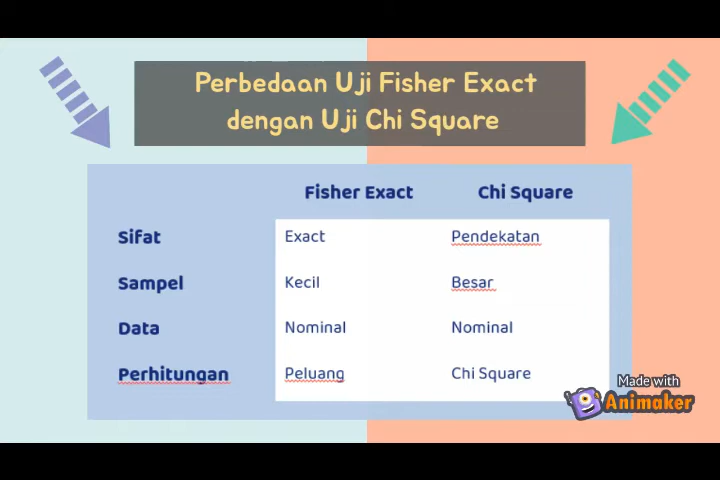 Perbedaan Uji Fisher Exact
dengan Uji Chi Square
Fisher Exact Chi Square
Sifat Exact Pendekatan
Sampel Kecil Besar
Data Nominal Nominal
Perhitungan Peluang Chi Square
Made with
Animaker